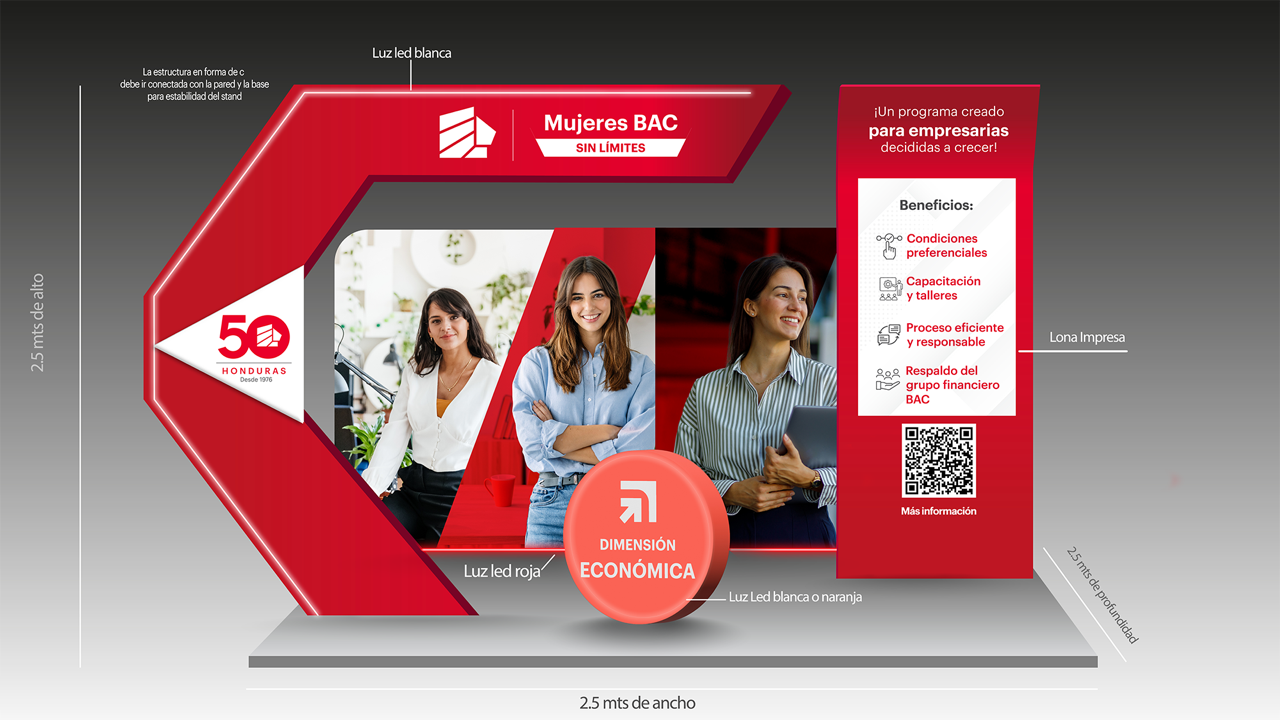 Luz led blanca
La estructura en forma de c
debe ir conectada con la pared y la base
para estabilidad del stand
Mujeres BAC
SIN LÍMITES
¡Un programa creado
para empresarias
decididas a crecer!
Beneficios:
Condiciones
preferenciales
Capacitación
y talleres
Proceso eficiente
y responsable
Respaldo del
grupo financiero
BAC
Más información
Lona Impresa
2.5 mts de alto
50
HONDURAS
Desde 1976
DIMENSIÓN
ECONÓMICA
Luz led roja
Luz Led blanca o naranja
2.5 mts de profundidad
2.5 mts de ancho